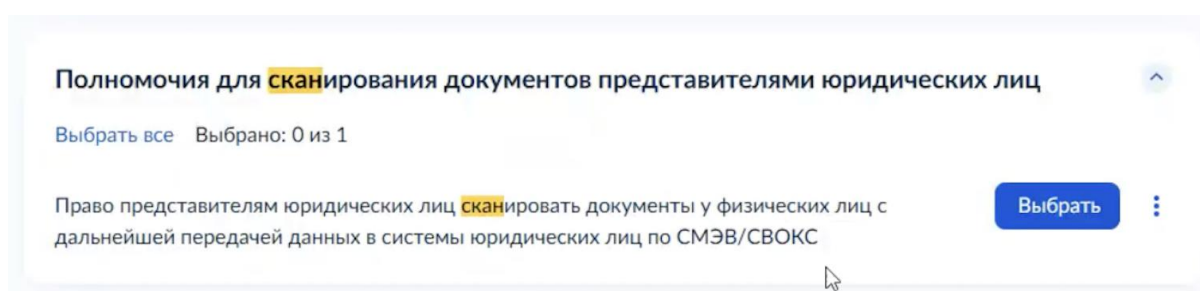 Полномочия для сканирования документов представителями юридических лиц
Выбрать все Выбрано: 0 из 1
Право представителям юридических лиц сканировать документы у физических лиц с
дальнейшей передачей данных в системы юридических лиц по СМЭВ/СВОКС
Выбрать